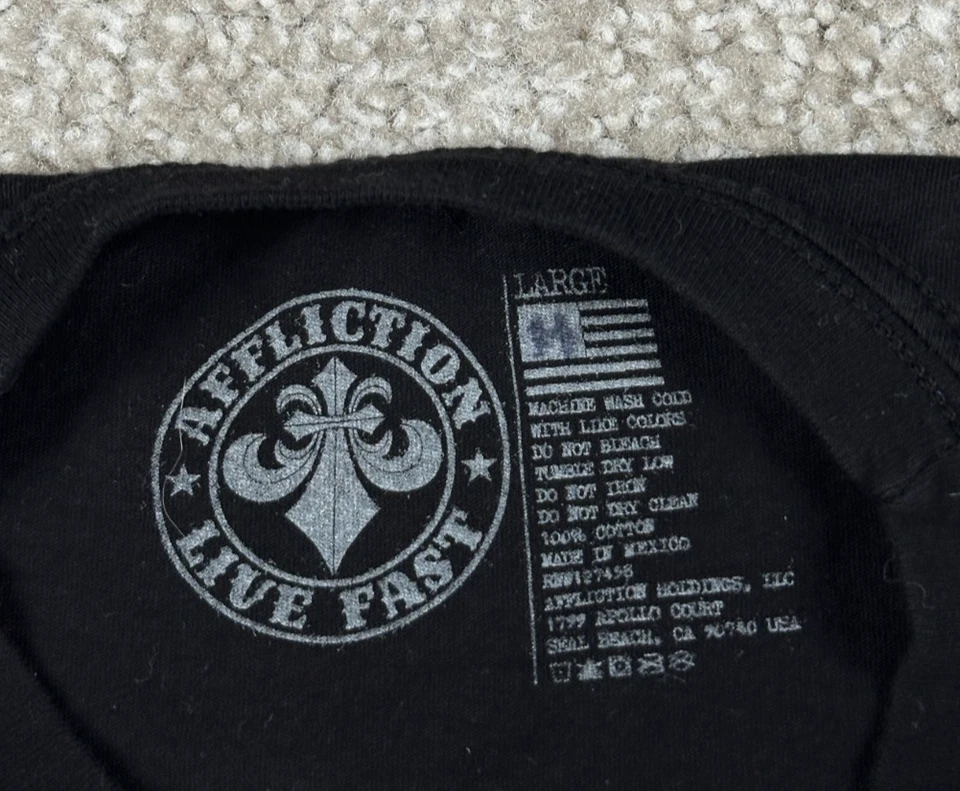 AFFLICTION
LIVE FAST
LARGE
MACHINE WASH COLD
WITH LIKE COLORS
DO NOT BLEACH
TUMBLE DRY LOW
DO NOT IRON
DO NOT DRY CLEAN
100% COTTON
MADE IN MEXICO
RN#127498
AFFLICTION HOLDINGS, LLC
1799 APOLLO COURT
SEAL BEACH, CA 90740 USA